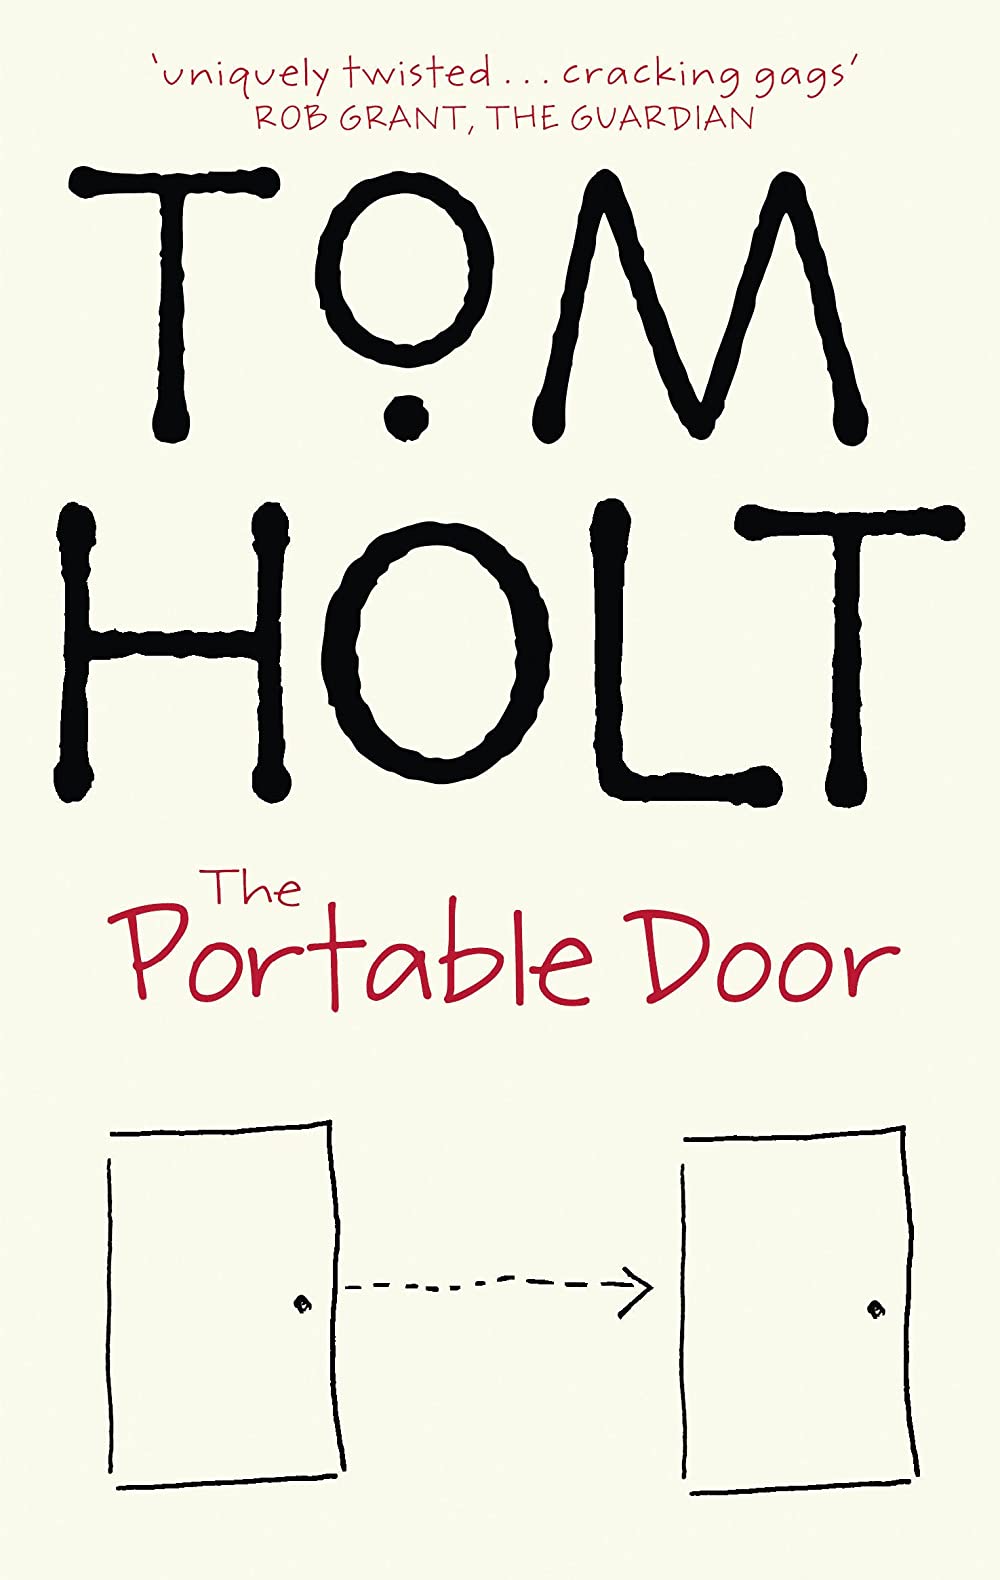 ‘uniquely twisted . . . cracking gags’
ROB GRANT, THE GUARDIAN
TOM
HOLT
The
Portable Door